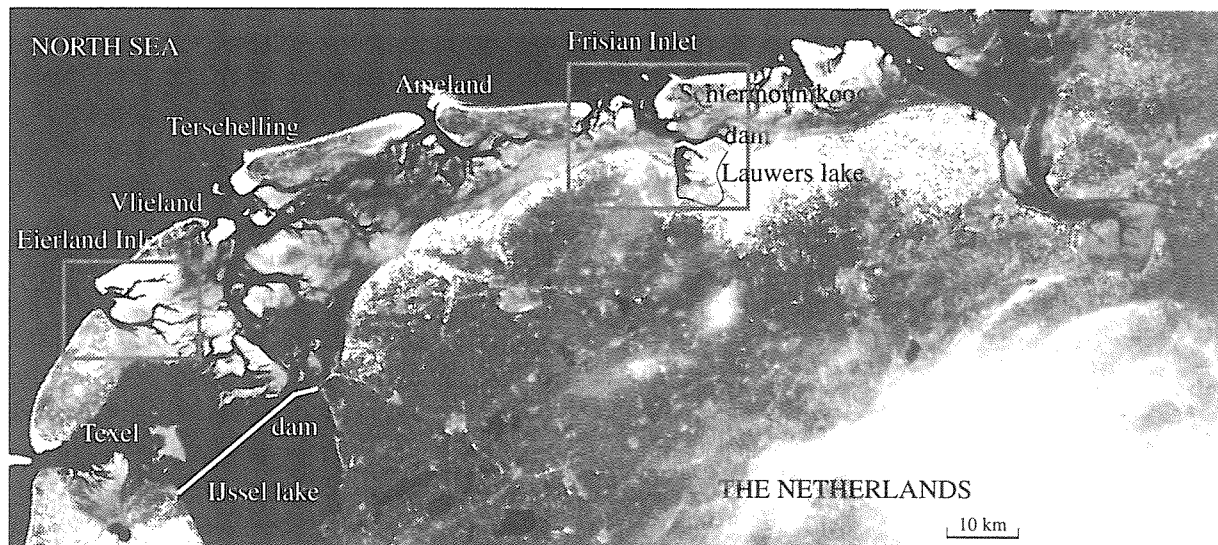 NORTH SEA
Frisian Inlet
Ameland
Schiermonnikoog
Terschelling
dam
Lauwers lake
Vlieland
Eierland Inlet
Texel
dam
IJssel lake
THE NETHERLANDS
10 km